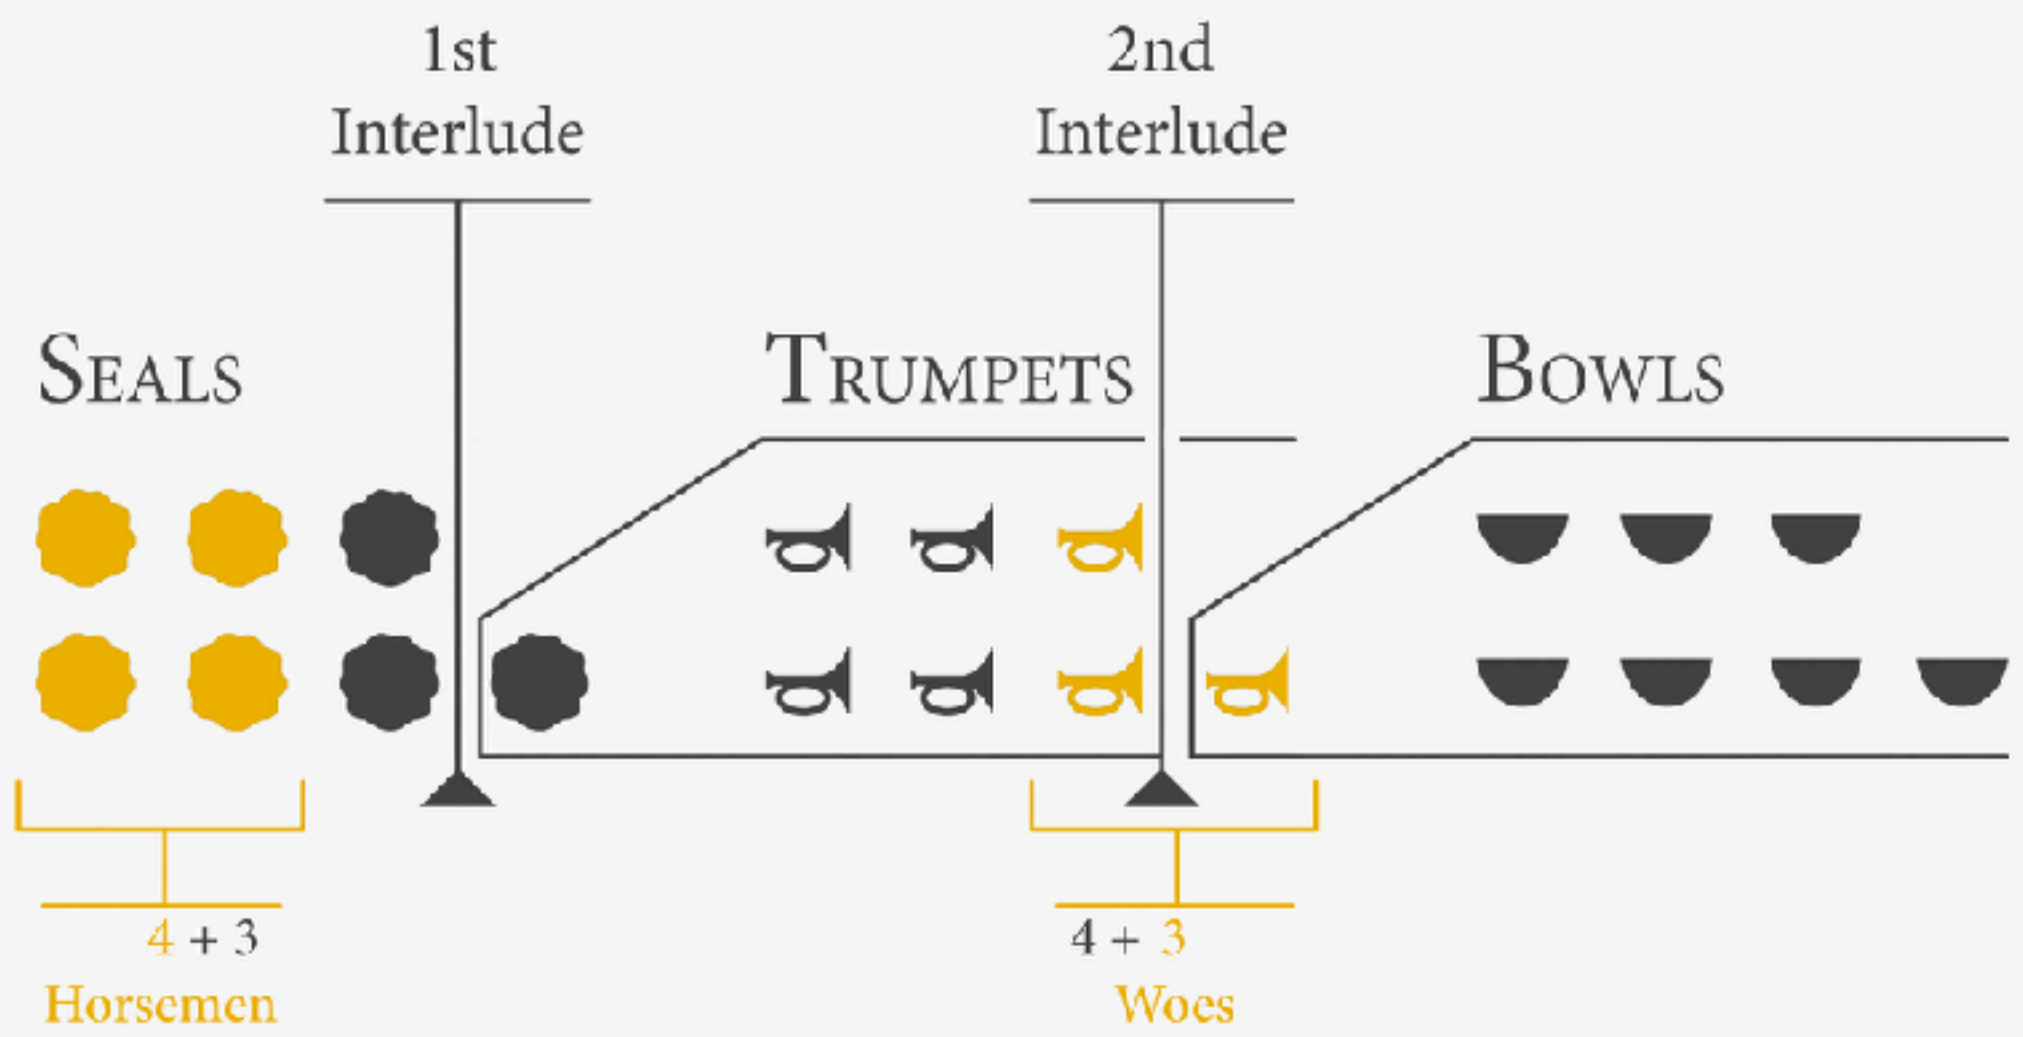 1st
Interlude
2nd
Interlude
SEALS
TRUMPETS
BOWLS
4 + 3
Horsemen
4 + 3
Woes